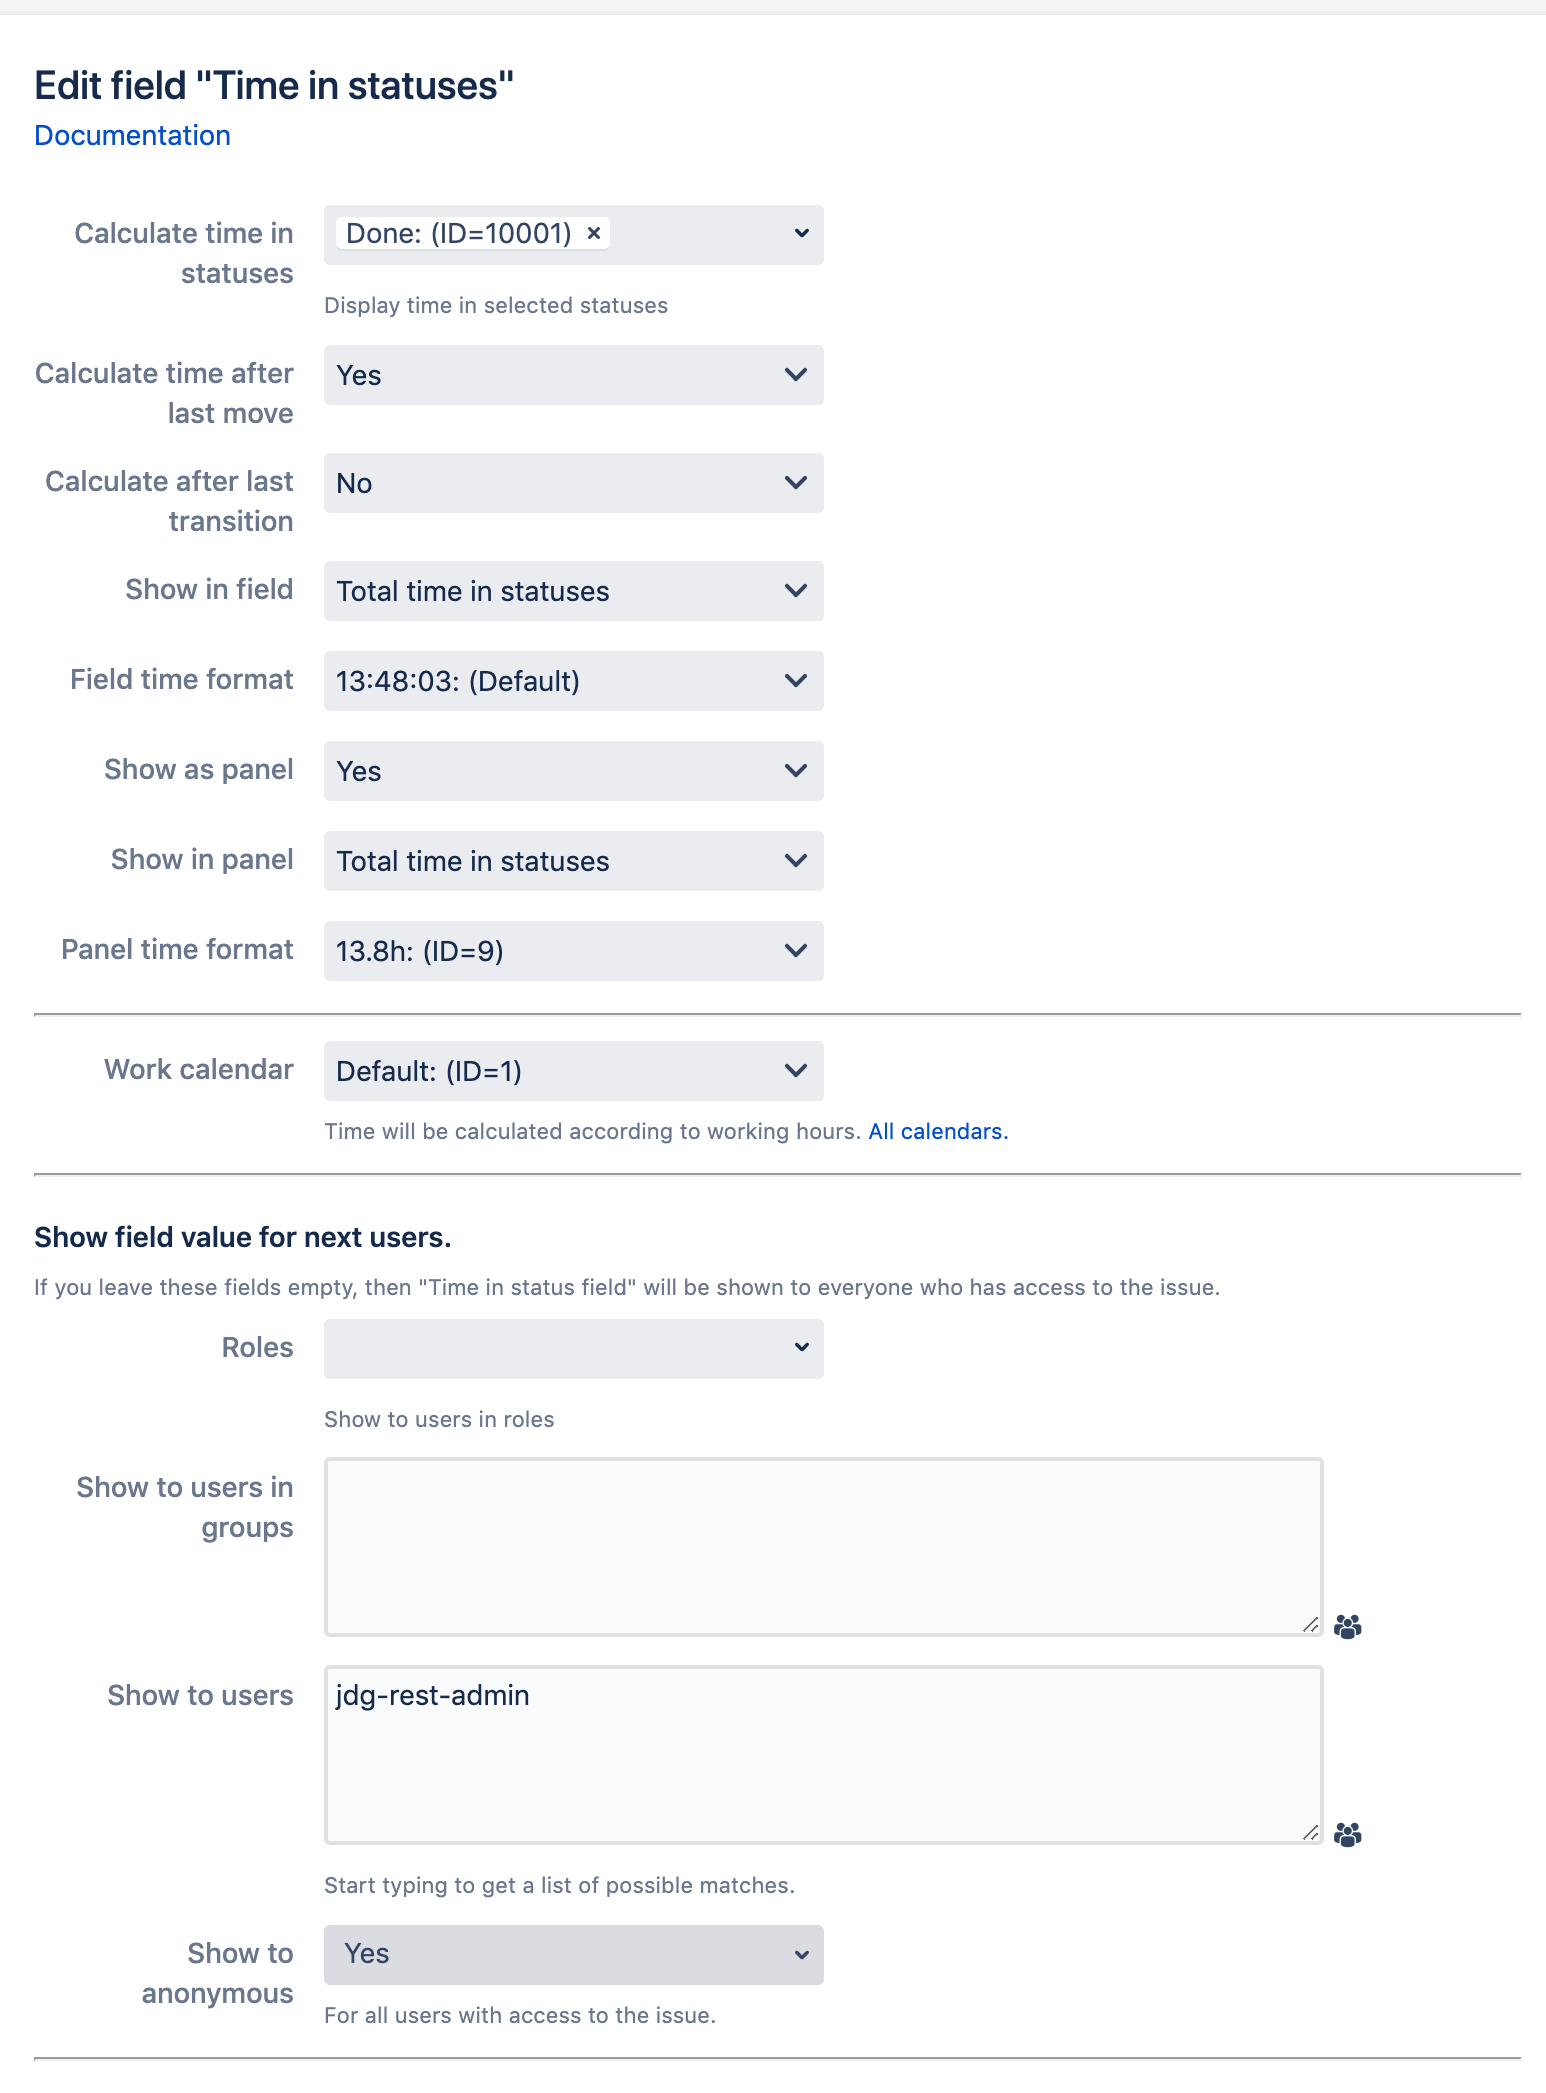 Edit field "Time in statuses"
Documentation
Calculate time in
statuses
Done: (ID=10001) ×
Display time in selected statuses
Calculate time after
last move
Yes
Calculate after last
transition
No
Show in field
Total time in statuses
Field time format
13:48:03: (Default)
Show as panel
Yes
Show in panel
Total time in statuses
Panel time format
13.8h: (ID=9)
Work calendar
Default: (ID=1)
Time will be calculated according to working hours. All calendars.
Show field value for next users.
If you leave these fields empty, then "Time in status field" will be shown to everyone who has access to the issue.
Roles
Show to users in roles
Show to users in
groups
Show to users
jdg-rest-admin
Start typing to get a list of possible matches.
Show to
anonymous
Yes
For all users with access to the issue.